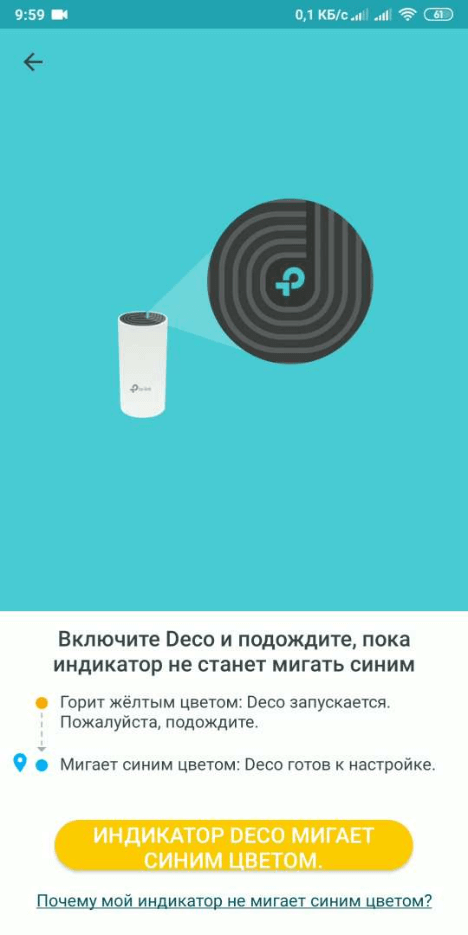 9:59
0,1 КБ/с
61
Включите Deco и подождите, пока
индикатор не станет мигать синим
Горит жёлтым цветом: Deco запускается.
Пожалуйста, подождите.
Мигает синим цветом: Deco готов к настройке.
ИНДИКАТОР DECO МИГАЕТ
СИНИМ ЦВЕТОМ.
Почему мой индикатор не мигает синим цветом?